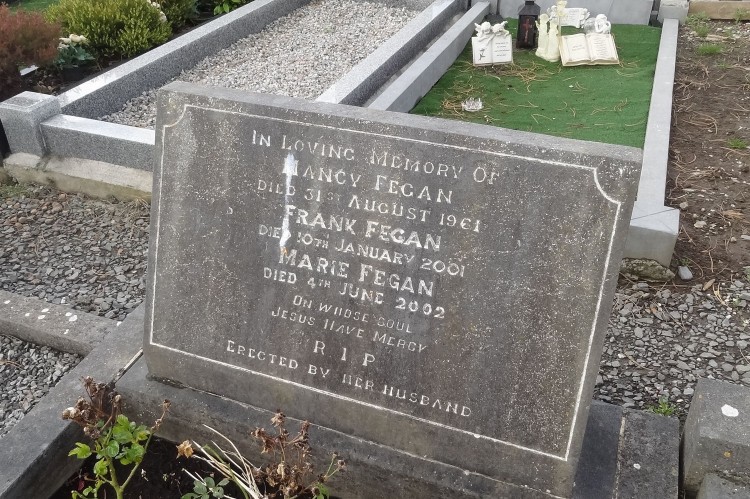 In Loving Memory Of
Nancy Fegan
Died 31st August 1961
Frank Fegan
Died 10th January 2001
Marie Fegan
Died 4th June 2002
On Whose Soul
Jesus Have Mercy
R I P
Erected by Her Husband